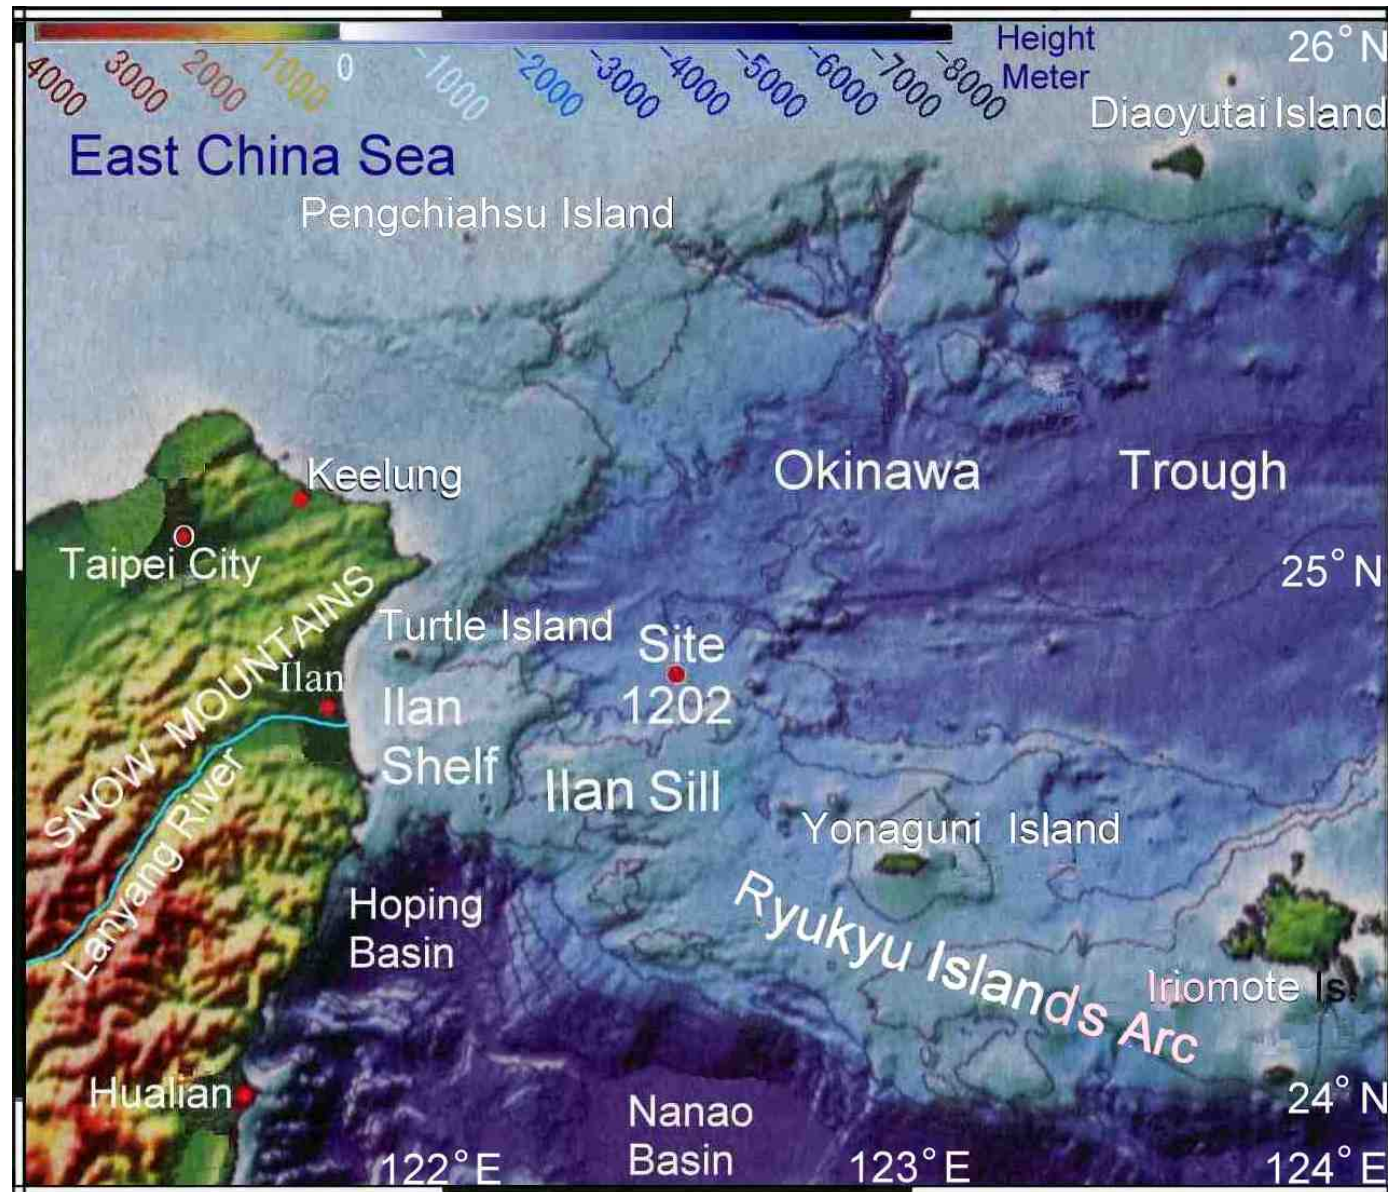 4000 3000 2000 1000 0 -1000 -2000 -3000 -4000 -5000 -6000 -7000 -8000
Height
Meter
26° N
Diaoyutai Island
East China Sea
Pengchiahsu Island
Keelung
Okinawa Trough
Taipei City
25° N
SNOW MOUNTAINS
Turtle Island
Site
1202
Ilan
Ilan
Shelf
Ilan Sill
Lanyang River
Yonaguni Island
Hoping
Basin
Ryukyu Islands Arc
Iriomote Is.
Hualian
24° N
Nanao
Basin
122° E
123° E
124° E